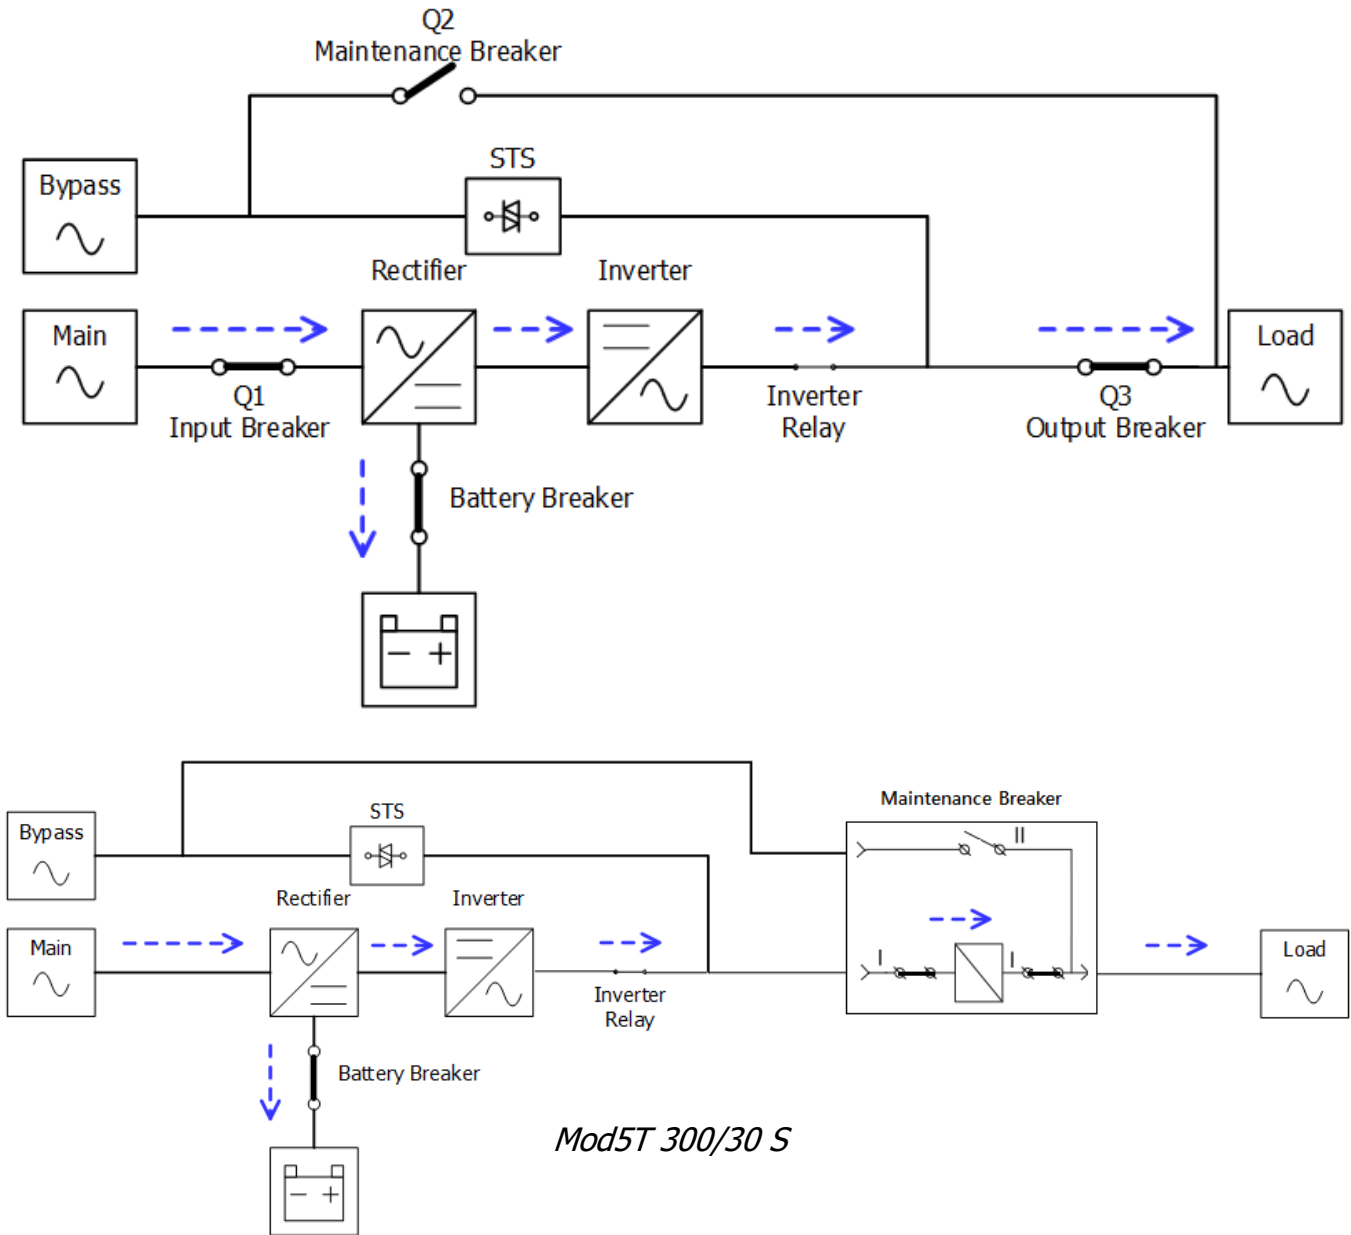 Q2
Maintenance Breaker
STS
Bypass
Rectifier
Inverter
Main
Load
Q1
Input Breaker
Inverter
Relay
Q3
Output Breaker
Battery Breaker
- +
Maintenance Breaker
STS
Bypass
II
Rectifier
Inverter
Main
I
I
Load
Inverter
Relay
Battery Breaker
Mod5T 300/30 S
- +